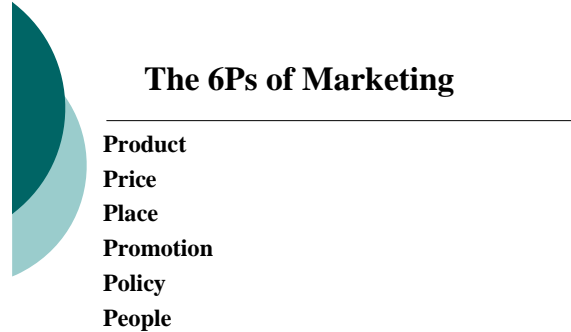 The 6Ps of Marketing
Product
Price
Place
Promotion
Policy
People